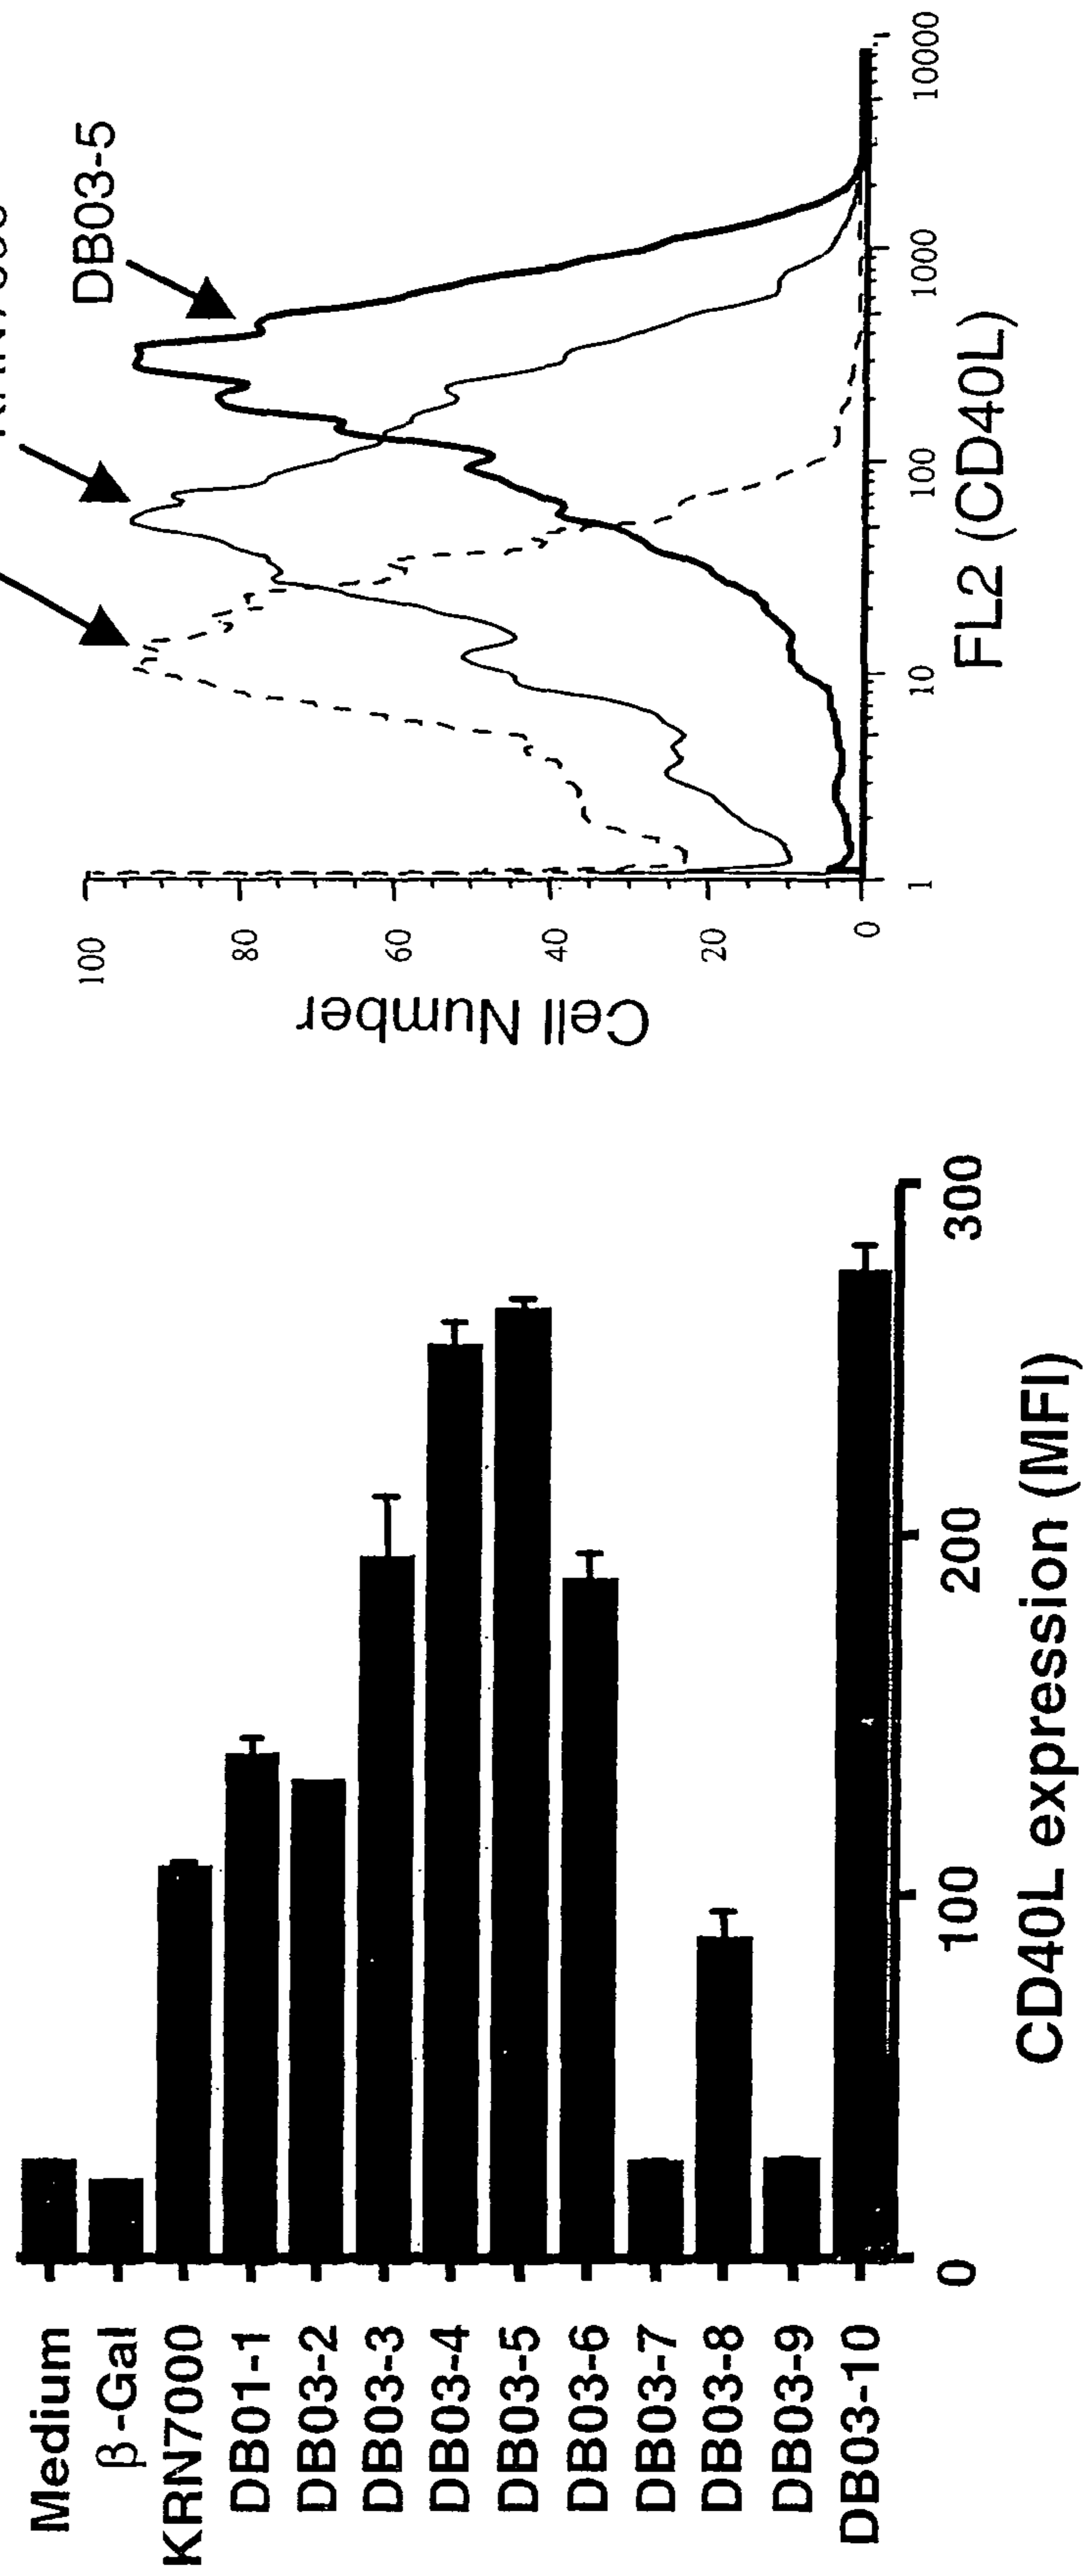 Medium
β-Gal
KRN7000
DB01-1
DB03-2
DB03-3
DB03-4
DB03-5
DB03-6
DB03-7
DB03-8
DB03-9
DB03-10
0
100
200
300
CD40L expression (MFI)
DB03-5
Cell Number
100
80
60
40
20
0
1
10
100
1000
10000
FL2 (CD40L)